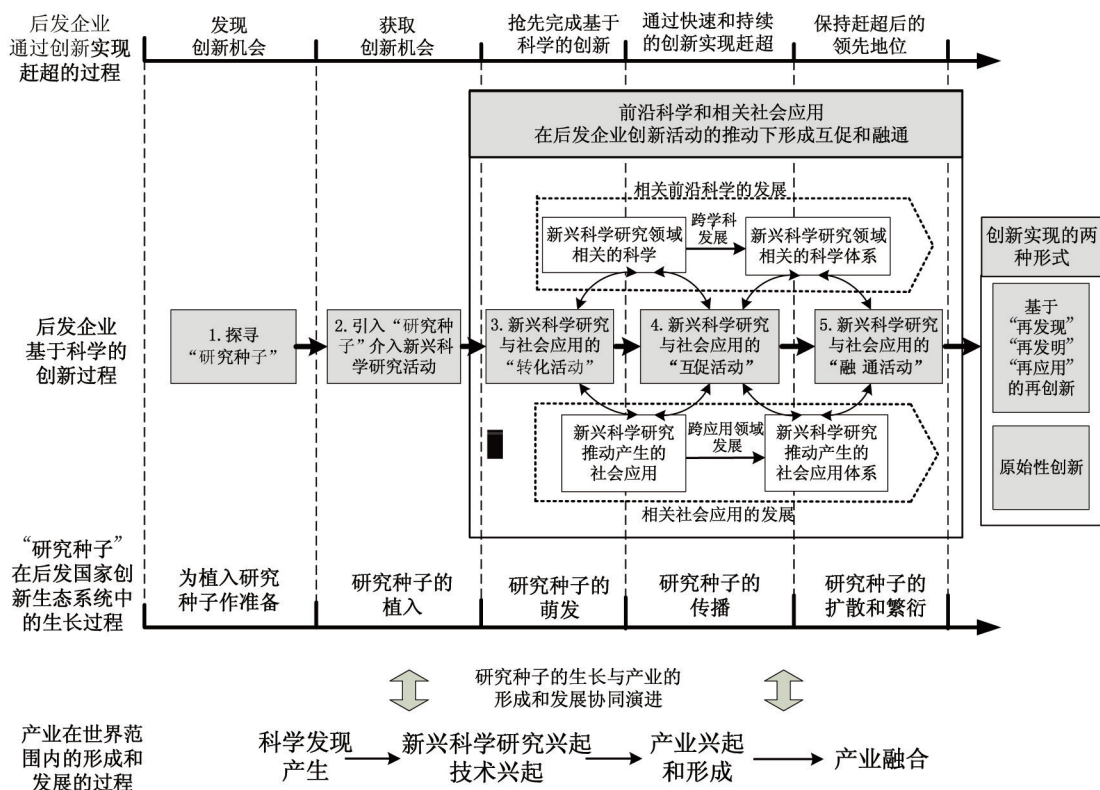 后发企业
通过创新实现
赶超的过程
发现
创新机会
获取
创新机会
抢先完成基于
科学的创新
通过快速和持续
的创新实现赶超
保持赶超后的
领先地位
前沿科学和相关社会应用
在后发企业创新活动的推动下形成互促和融通
相关前沿科学的发展
新兴科学研究领域
相关的科学
跨学科
发展
新兴科学研究领域
相关的科学体系
创新实现的两
种形式
后发企业
基于科学的
创新过程
1.探寻
“研究种子”
2.引入“研究种
子”介入新兴科
学研究活动
3.新兴科学研究
与社会应用的
“转化活动”
4.新兴科学研究
与社会应用的
“互促活动”
5.新兴科学研究
与社会应用的
“融 通活动”
基于
“再发现”
“再发明”
“再应用”
的再创新
原始性创新
新兴科学研究
推动产生的
社会应用
跨应用领域
发展
新兴科学研究
推动产生的
社会应用体系
相关社会应用的发展
“研究种子”
在后发国家创
新生态系统中
的生长过程
为植入研究
种子作准备
研究种子的
植入
研究种子的
萌发
研究种子的
传播
研究种子的
扩散和繁衍
研究种子的生长与产业的
形成和发展协同演进
产业在世界范
围内的形成和
发展的过程
科学发现
产生
新兴科学研究兴起
技术兴起
产业兴起
和形成
产业融合